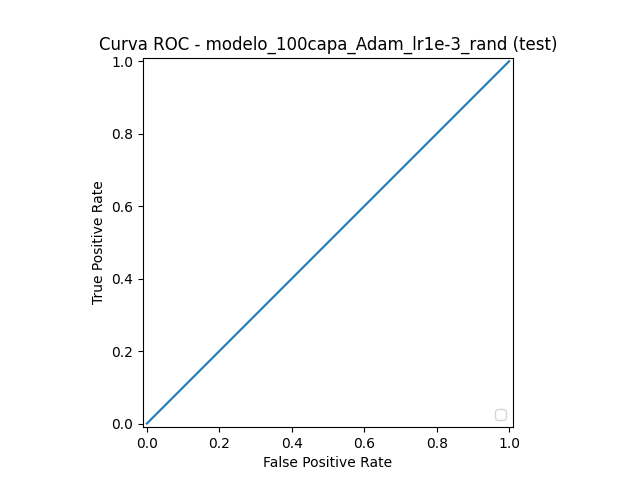 Curva ROC - modelo_100capa_Adam_lr1e-3_rand (test)
1.0
0.8
0.6
0.4
0.2
0.0
True Positive Rate
0.0 0.2 0.4 0.6 0.8 1.0
False Positive Rate